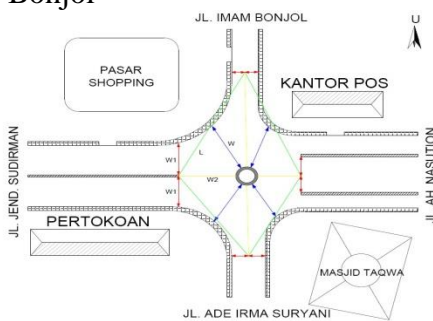 Bonjol
JL. IMAM BONJOL
U
PASAR
SHOPPING
KANTOR POS
W
L
W1
W2
W1
JL. JEND. SUDIRMAN
JL. AH. NASUTION
PERTOKOAN
MASJID TAQWA
JL. ADE IRMA SURYANI